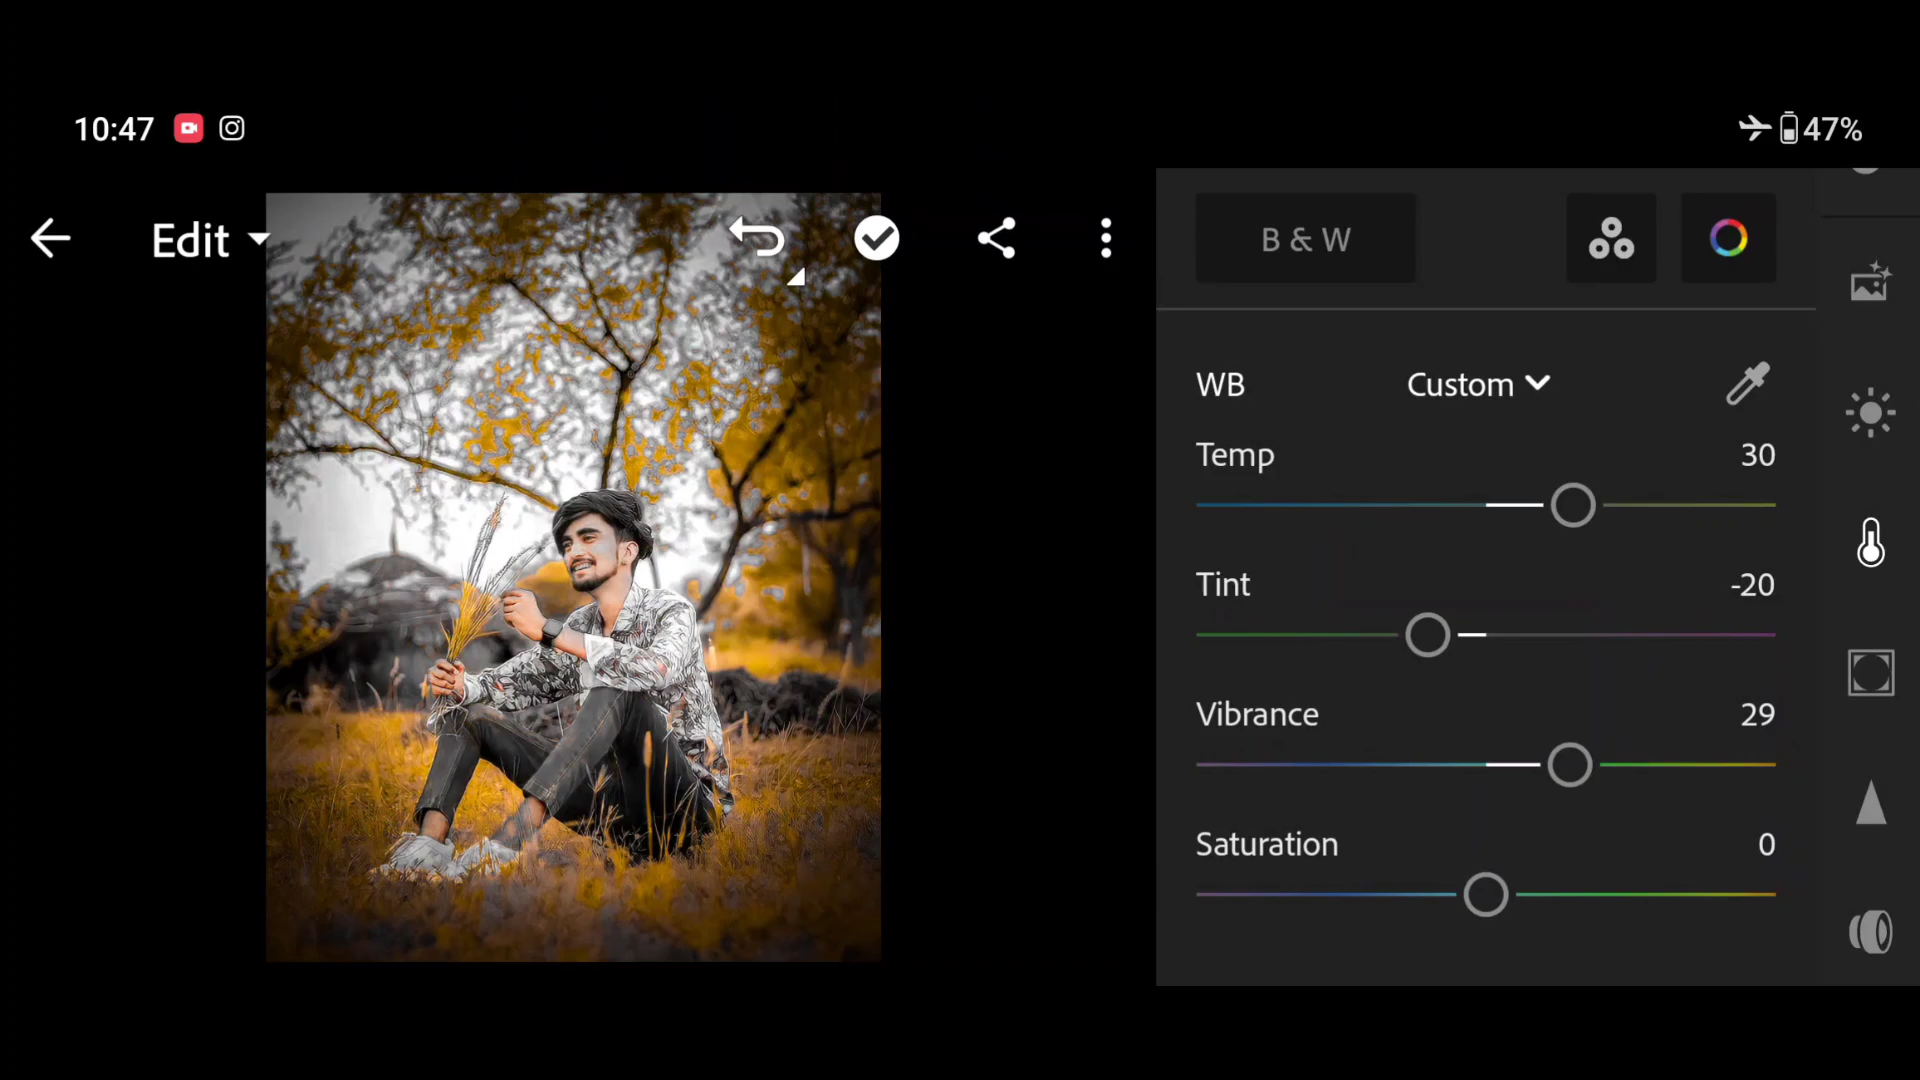 10:47
47%
Edit
B & W
WB Custom
Temp 30
Tint -20
Vibrance 29
Saturation 0